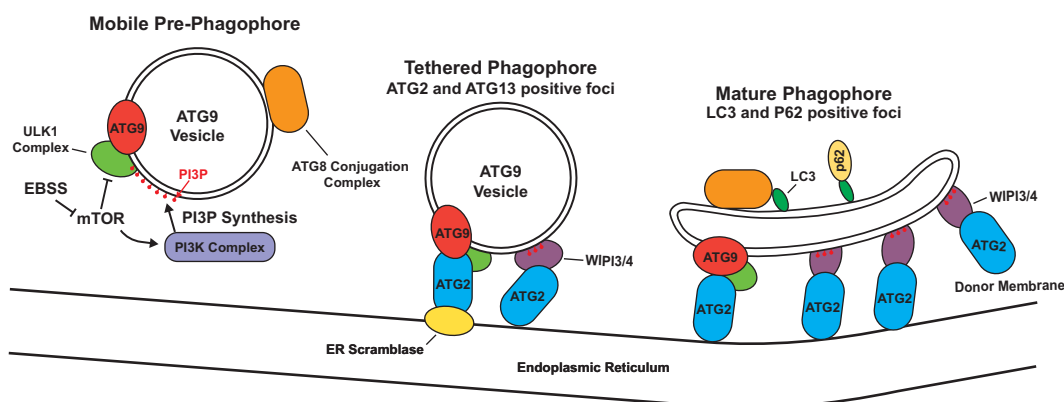 Mobile Pre-Phagophore
ATG9
Vesicle
ATG9
ULK1
Complex
PI3P
ATG8 Conjugation
Complex
EBSS
mTOR
PI3P Synthesis
PI3K Complex
Tethered Phagophore
ATG2 and ATG13 positive foci
ATG9
Vesicle
ATG9
WIPI3/4
ATG2
ATG2
ER Scramblase
Mature Phagophore
LC3 and P62 positive foci
p62
LC3
WIPI3/4
ATG2
ATG9
Donor Membrane
ATG2
ATG2
ATG2
Endoplasmic Reticulum